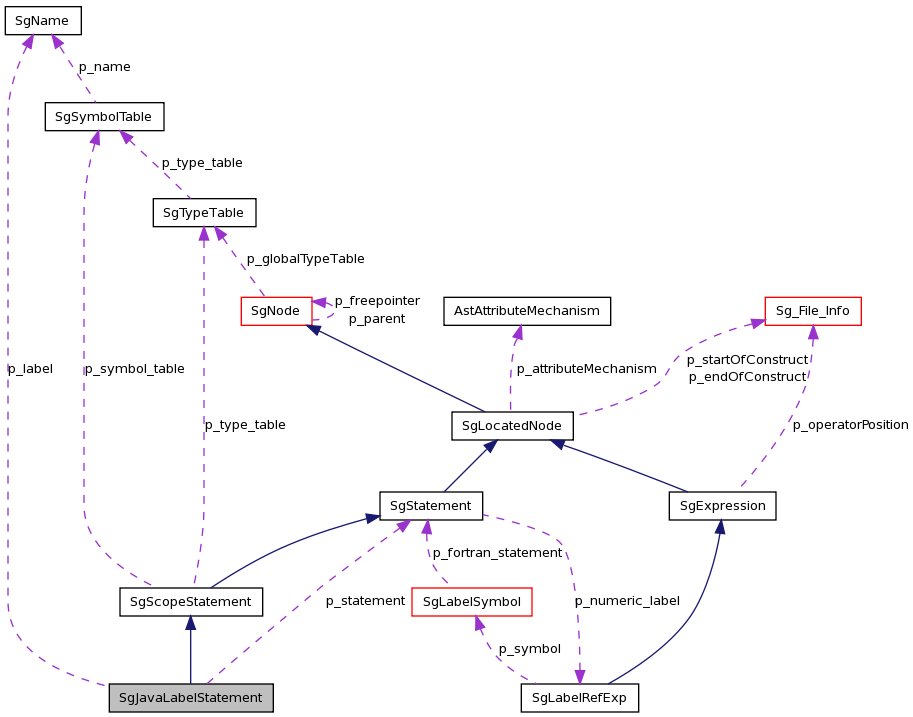 SgName
p_name
SgSymbolTable
p_type_table
SgTypeTable
p_globalTypeTable
SgNode
p_freepointer
p_parent
AstAttributeMechanism
Sg_File_Info
p_label
p_symbol_table
p_type_table
p_attributeMechanism
p_startOfConstruct
p_endOfConstruct
SgLocatedNode
p_operatorPosition
SgStatement
SgExpression
p_fortran_statement
SgScopeStatement
p_statement
SgLabelSymbol
p_numeric_label
p_symbol
SgJavaLabelStatement
SgLabelRefExp